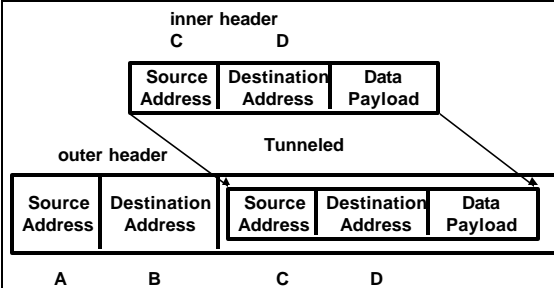 inner header
C D
Source Destination Data
Address Address Payload
Tunneled
outer header
Source Destination Source Destination Data
Address Address Address Address Payload
A B C D